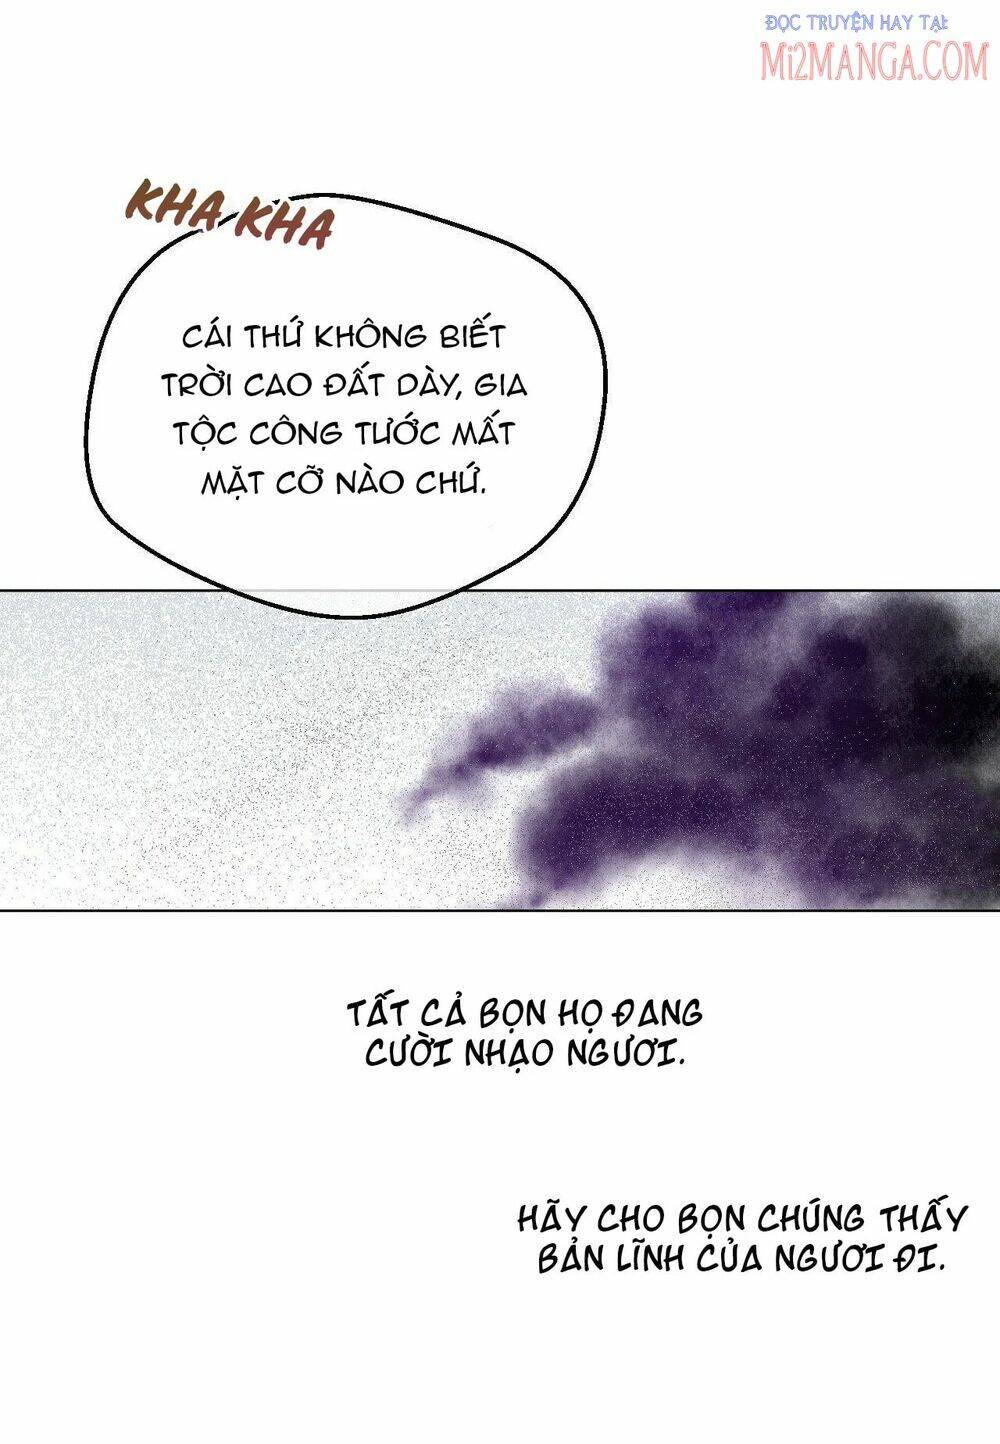 ĐỌC TRUYỆN HAY TẠI:
MI2MANGA.COM
KHA KHA
CÁI THỨ KHÔNG BIẾT
TRỜI CAO ĐẤT DÀY, GIA
TỘC CÔNG TƯỚC MẤT
MẶT CỠ NÀO CHỨ.
TẤT CẢ BỌN HỌ ĐANG
CƯỜI NHẠO NGƯƠI.
HÃY CHO BỌN CHÚNG THẤY
BẢN LĨNH CỦA NGƯƠI ĐI.